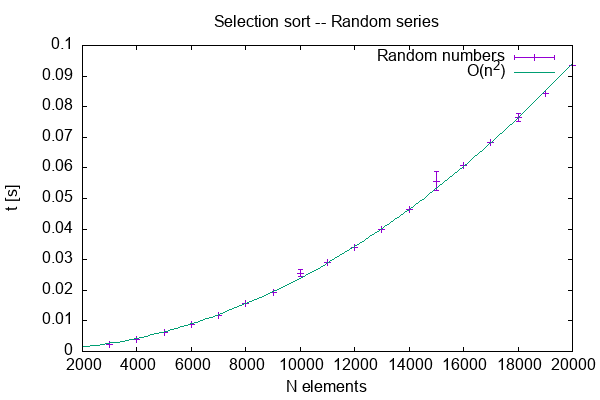 Selection sort -- Random series
0.1
0.09
0.08
0.07
0.06
0.05
0.04
0.03
0.02
0.01
0
t [s]
Random numbers
O(n²)
2000 4000 6000 8000 10000 12000 14000 16000 18000 20000
N elements